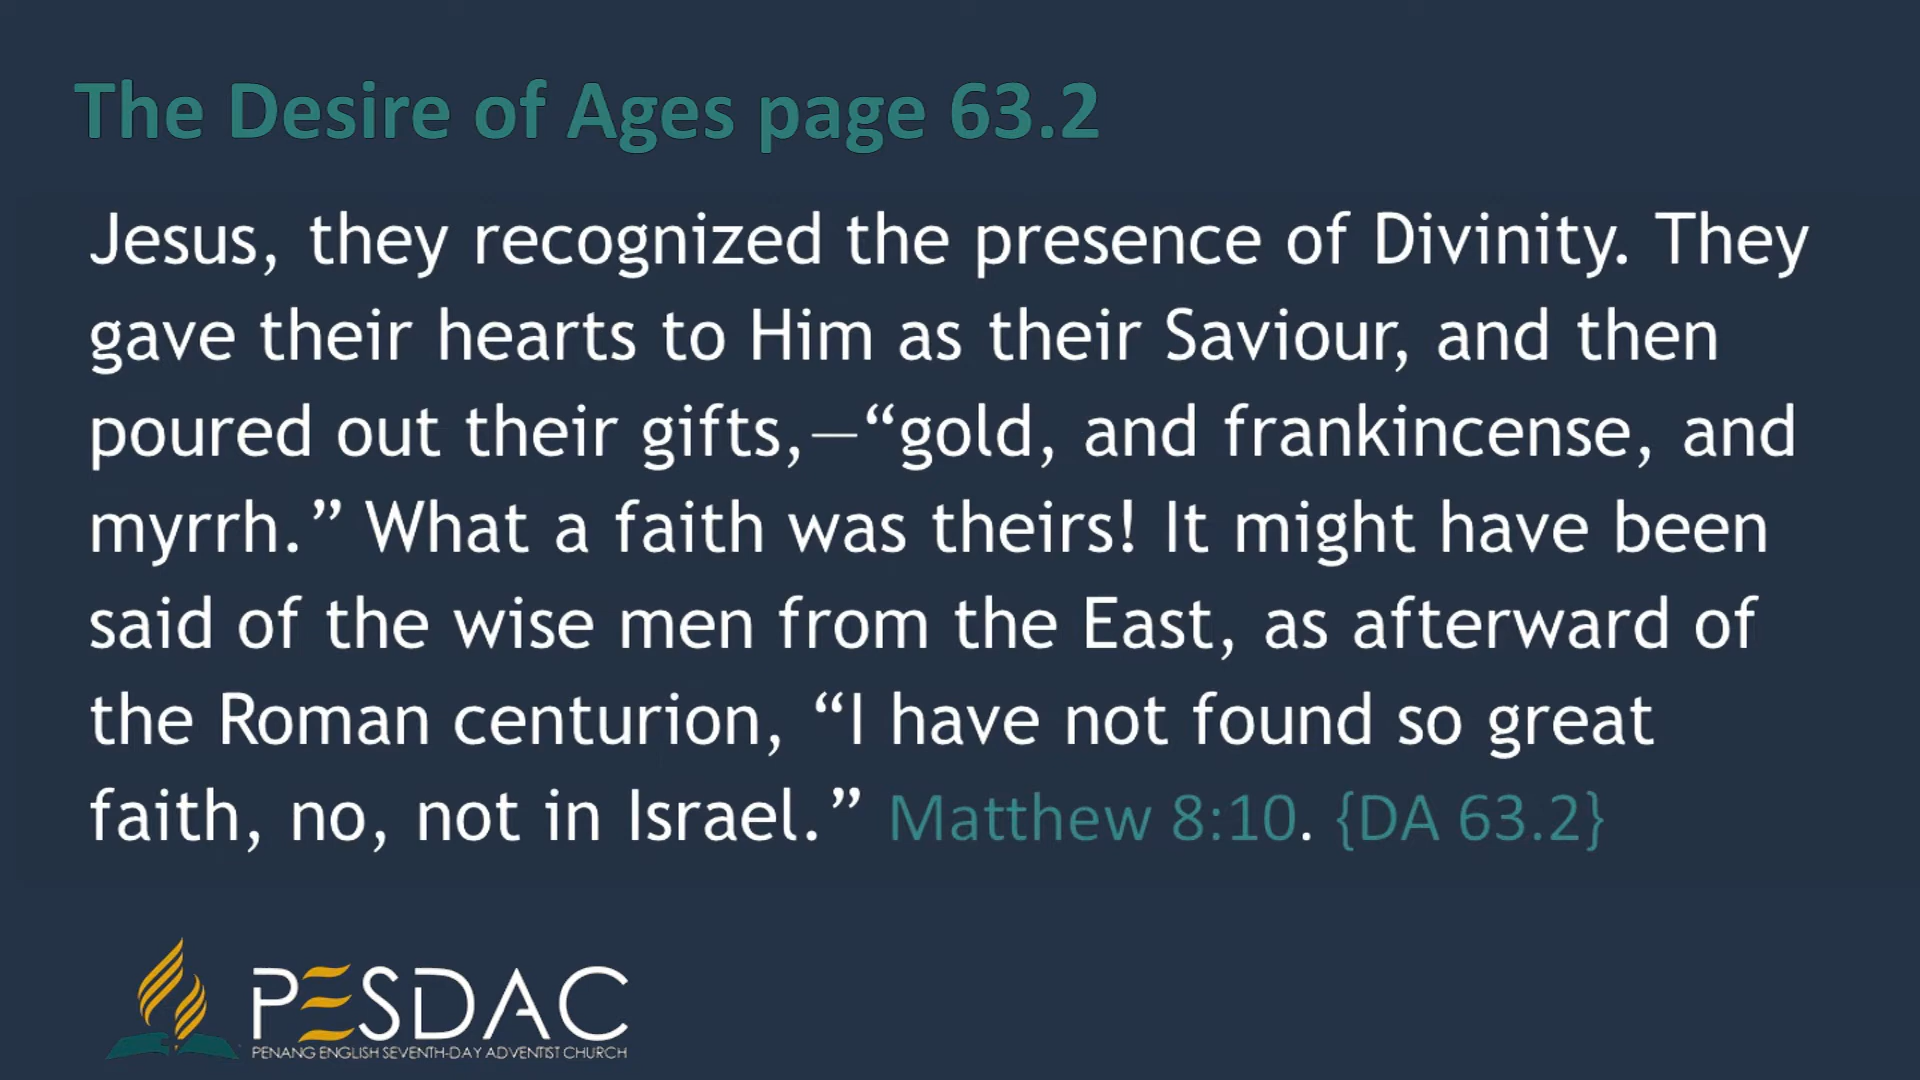 The Desire of Ages page 63.2
Jesus, they recognized the presence of Divinity. They
gave their hearts to Him as their Saviour, and then
poured out their gifts,—“gold, and frankincense, and
myrrh.” What a faith was theirs! It might have been
said of the wise men from the East, as afterward of
the Roman centurion, “I have not found so great
faith, no, not in Israel.” Matthew 8:10. {DA 63.2}
PESDAC
PENANG ENGLISH SEVENTH-DAY ADVENTIST CHURCH